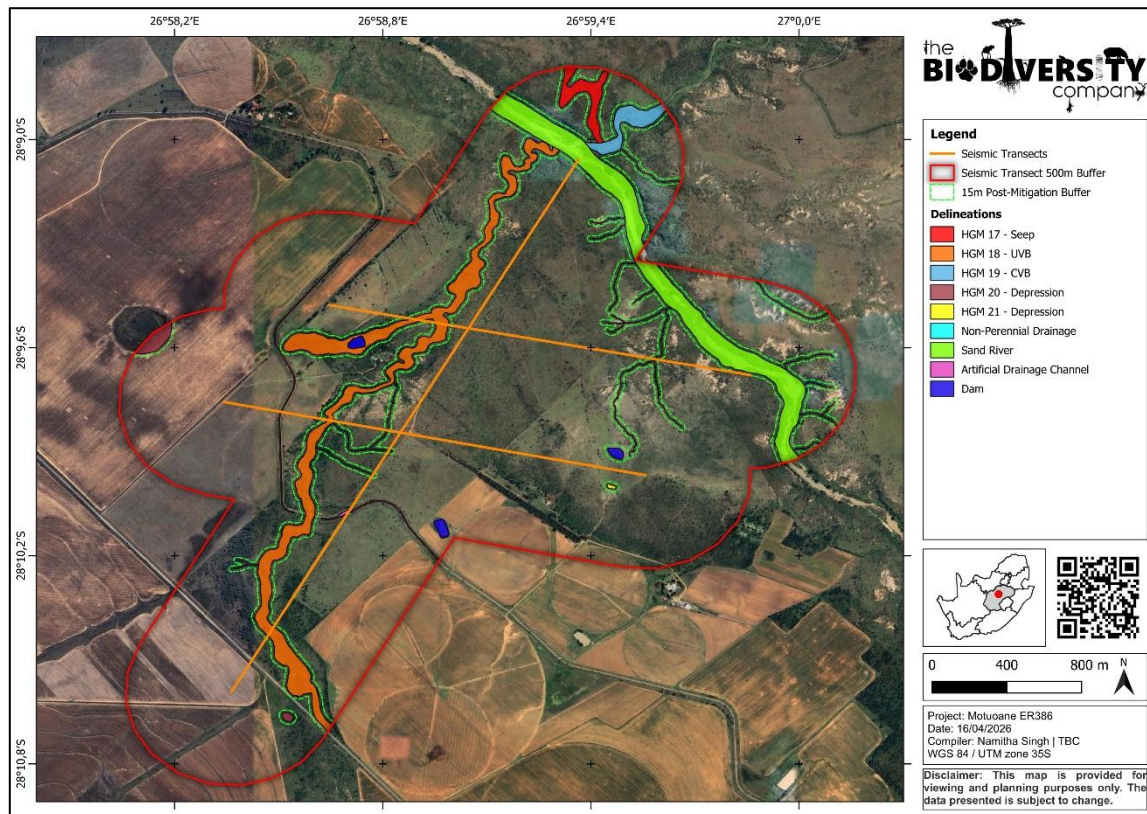 26°58,2'E
26°58,8'E
26°59,4'E
27°0,0'E
28°9,0'S
28°9,6'S
28°10,2'S
28°10,8'S
the
BIODIVERSITY
company
Legend
Seismic Transects
Seismic Transect 500m Buffer
15m Post-Mitigation Buffer
Delineations
HGM 17 - Seep
HGM 18 - UVB
HGM 19 - CVB
HGM 20 - Depression
HGM 21 - Depression
Non-Perennial Drainage
Sand River
Artificial Drainage Channel
Dam
0 400 800 m
N
Project: Motuoane ER386
Date: 16/04/2026
Compiler: Namitha Singh | TBC
WGS 84 / UTM zone 35S
Disclaimer: This map is provided for
viewing and planning purposes only. The
data presented is subject to change.